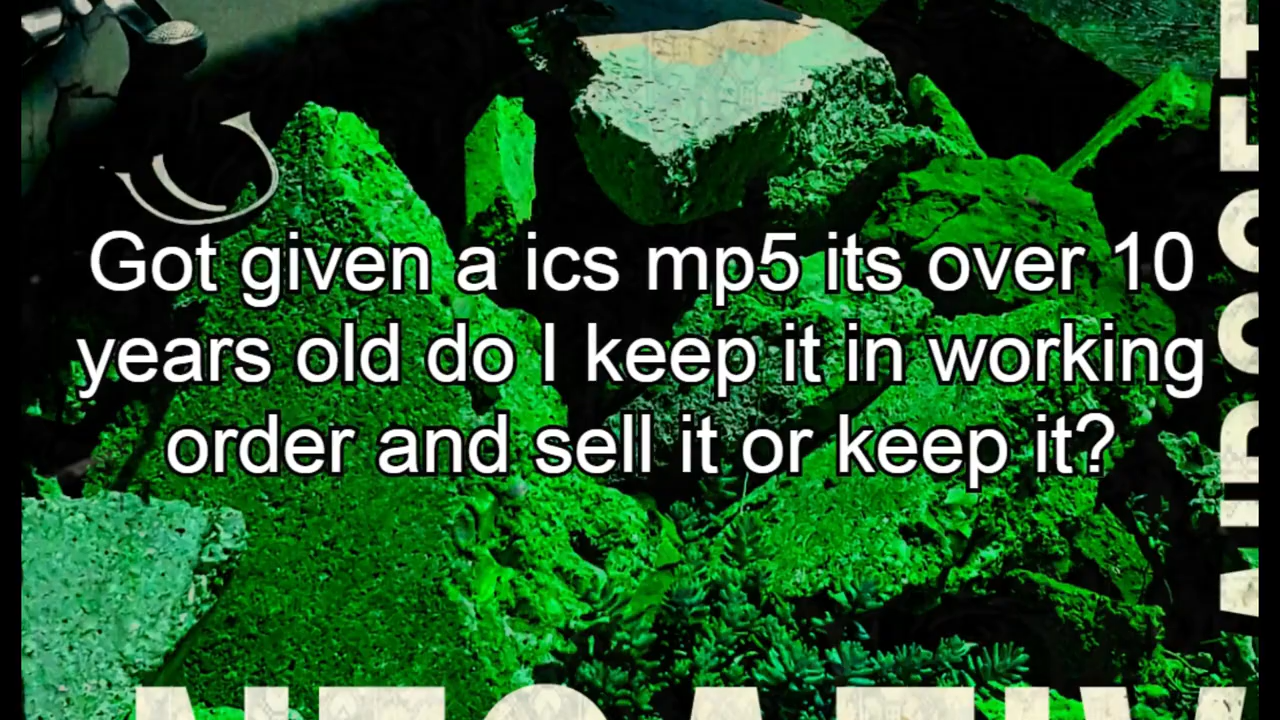 Got given a ics mp5 its over 10
years old do I keep it in working
order and sell it or keep it?